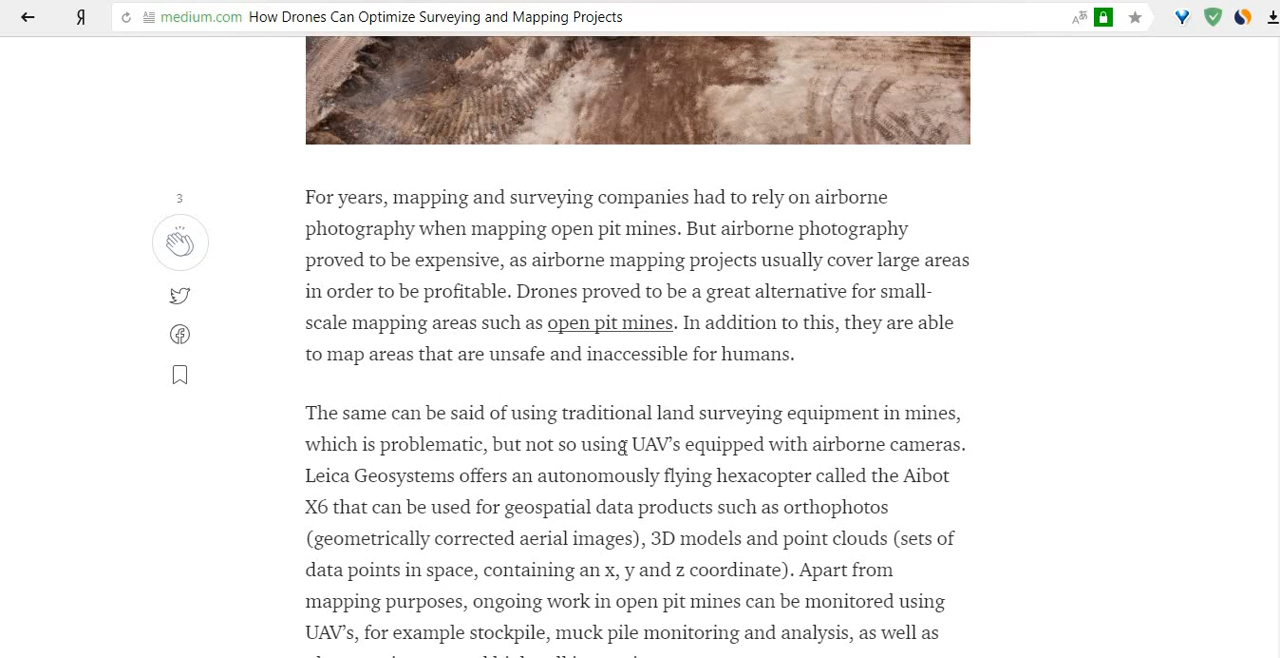 Я medium.com How Drones Can Optimize Surveying and Mapping Projects
For years, mapping and surveying companies had to rely on airborne
3
photography when mapping open pit mines. But airborne photography
proved to be expensive, as airborne mapping projects usually cover large areas
in order to be profitable. Drones proved to be a great alternative for small-
scale mapping areas such as open pit mines. In addition to this, they are able
to map areas that are unsafe and inaccessible for humans.
The same can be said of using traditional land surveying equipment in mines,
which is problematic, but not so using UAV’s equipped with airborne cameras.
Leica Geosystems offers an autonomously flying hexacopter called the Aibot
X6 that can be used for geospatial data products such as orthophotos
(geometrically corrected aerial images), 3D models and point clouds (sets of
data points in space, containing an x, y and z coordinate). Apart from
mapping purposes, ongoing work in open pit mines can be monitored using
UAV’s, for example stockpile, muck pile monitoring and analysis, as well as